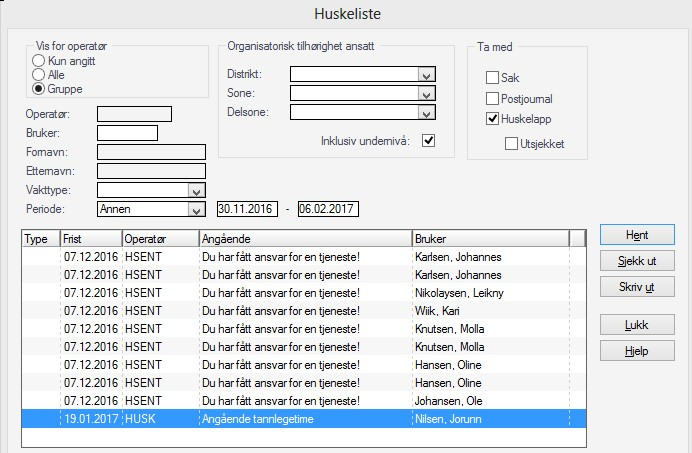 Huskeliste
Vis for operatør
Kun angitt
Alle
Gruppe
Organisatorisk tilhørighet ansatt
Distrikt:
Sone:
Delsone:
Inklusiv undernivå:
Ta med
Sak
Postjournal
Huskelapp
Utsjekket
Operatør:
Bruker:
Fornavn:
Etternavn:
Vakttype:
Periode: Annen 30.11.2016 - 06.02.2017
Type Frist Operatør Angående Bruker
07.12.2016 HSENT Du har fått ansvar for en tjeneste! Karlsen, Johannes
07.12.2016 HSENT Du har fått ansvar for en tjeneste! Karlsen, Johannes
07.12.2016 HSENT Du har fått ansvar for en tjeneste! Nikolaysen, Leikny
07.12.2016 HSENT Du har fått ansvar for en tjeneste! Wiik, Kari
07.12.2016 HSENT Du har fått ansvar for en tjeneste! Knutsen, Molla
07.12.2016 HSENT Du har fått ansvar for en tjeneste! Knutsen, Molla
07.12.2016 HSENT Du har fått ansvar for en tjeneste! Hansen, Oline
07.12.2016 HSENT Du har fått ansvar for en tjeneste! Hansen, Oline
07.12.2016 HSENT Du har fått ansvar for en tjeneste! Johansen, Ole
19.01.2017 HUSK Angående tannlegetime Nilsen, Jorunn
Hent
Sjekk ut
Skriv ut
Lukk
Hjelp